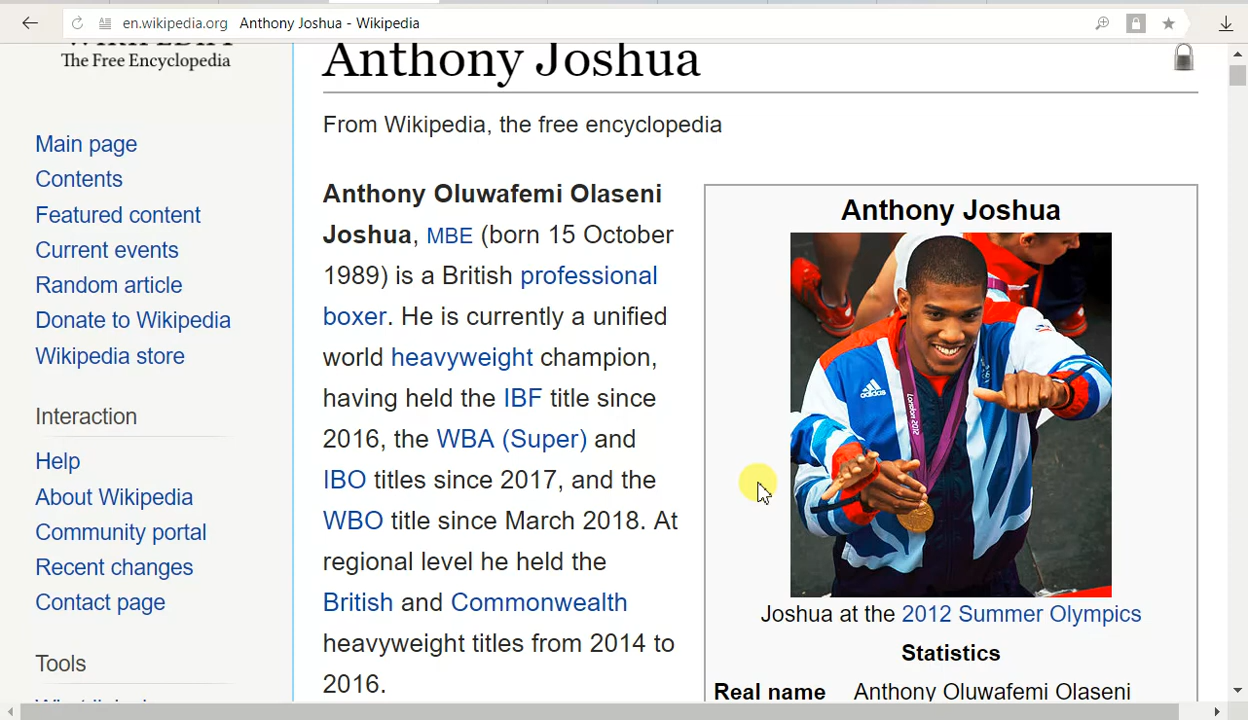 en.wikipedia.org Anthony Joshua - Wikipedia
The Free Encyclopedia
Main page
Contents
Featured content
Current events
Random article
Donate to Wikipedia
Wikipedia store
Interaction
Help
About Wikipedia
Community portal
Recent changes
Contact page
Tools
Anthony Joshua
From Wikipedia, the free encyclopedia
Anthony Oluwafemi Olaseni
Joshua, MBE (born 15 October
1989) is a British professional
boxer. He is currently a unified
world heavyweight champion,
having held the IBF title since
2016, the WBA (Super) and
IBO titles since 2017, and the
WBO title since March 2018. At
regional level he held the
British and Commonwealth
heavyweight titles from 2014 to
2016.
Anthony Joshua
adidas
London 2012
Joshua at the 2012 Summer Olympics
Statistics
Real name Anthony Oluwafemi Olaseni